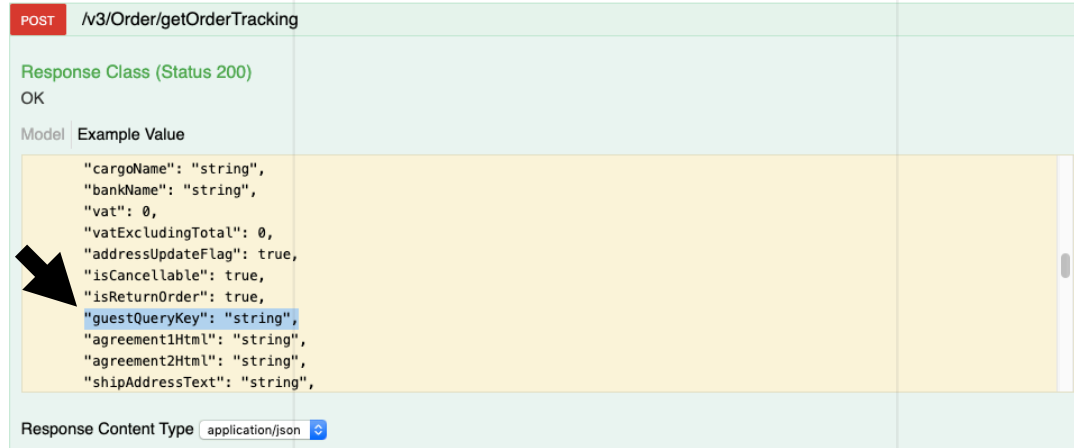 POST /v3/Order/getOrderTracking
Response Class (Status 200)
OK
Model Example Value
"cargoName": "string",
"bankName": "string",
"vat": 0,
"vatExcludingTotal": 0,
"addressUpdateFlag": true,
"isCancellable": true,
"isReturnOrder": true,
"guestQueryKey": "string",
"agreement1Html": "string",
"agreement2Html": "string",
"shipAddressText": "string",
Response Content Type application/json